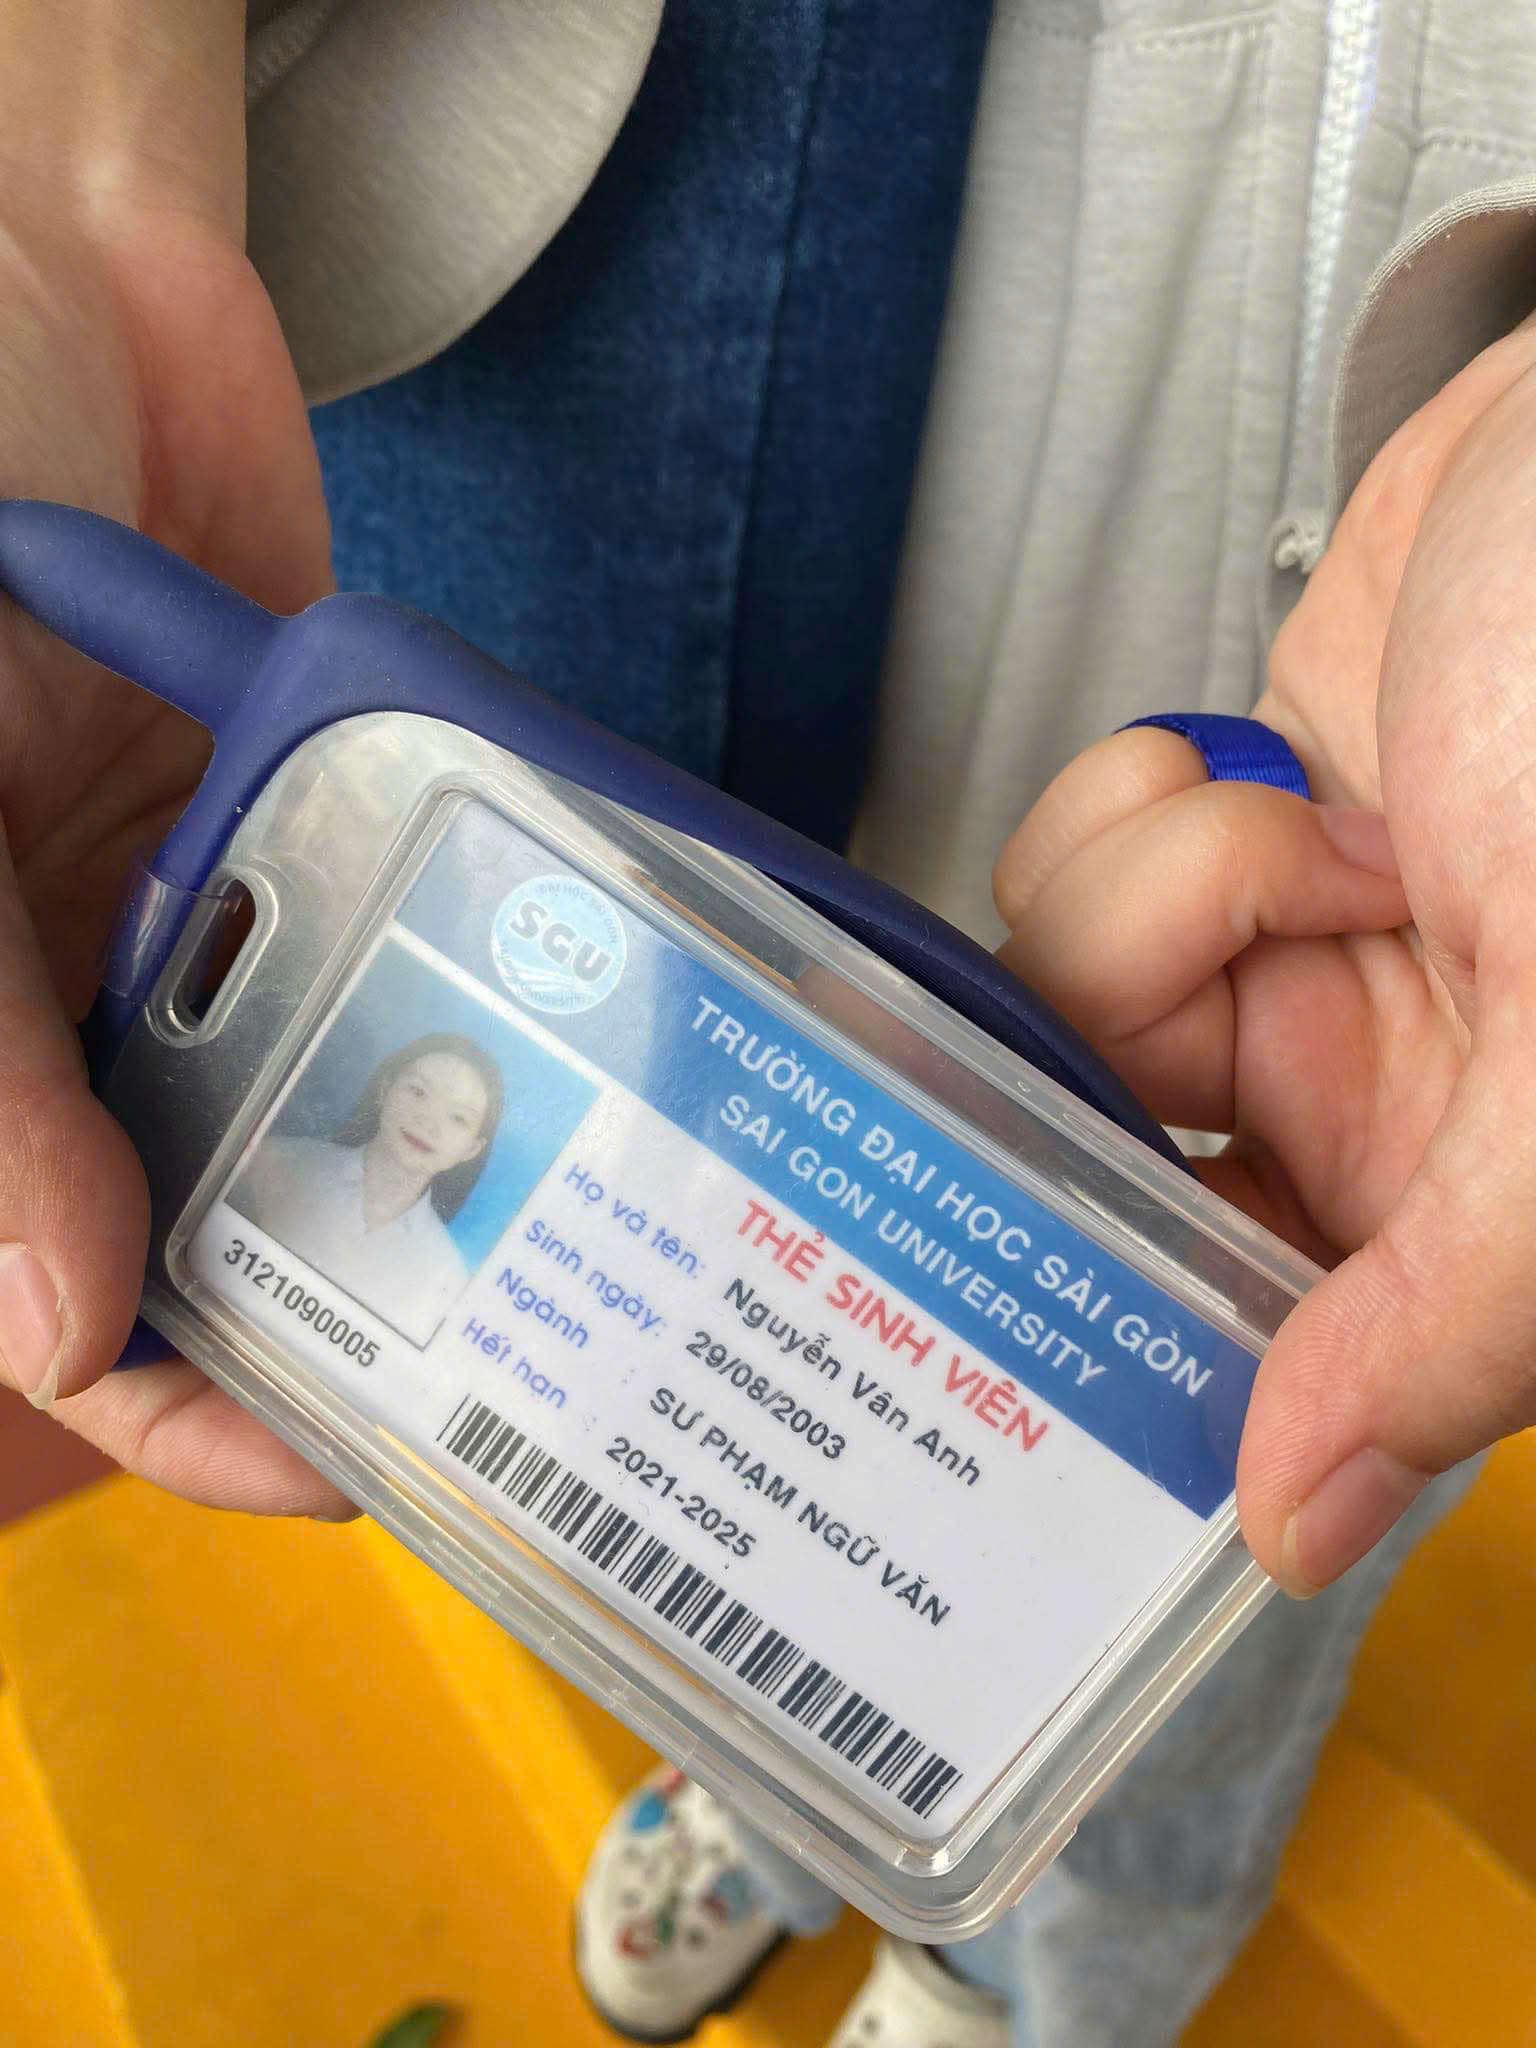 SGU
TRƯỜNG ĐẠI HỌC SÀI GÒN
SAI GON UNIVERSITY
THẺ SINH VIÊN
Họ và tên: Nguyễn Vân Anh
Sinh ngày: 29/08/2003
Ngành : SƯ PHẠM NGỮ VĂN
Hết hạn : 2021-2025
3121090005